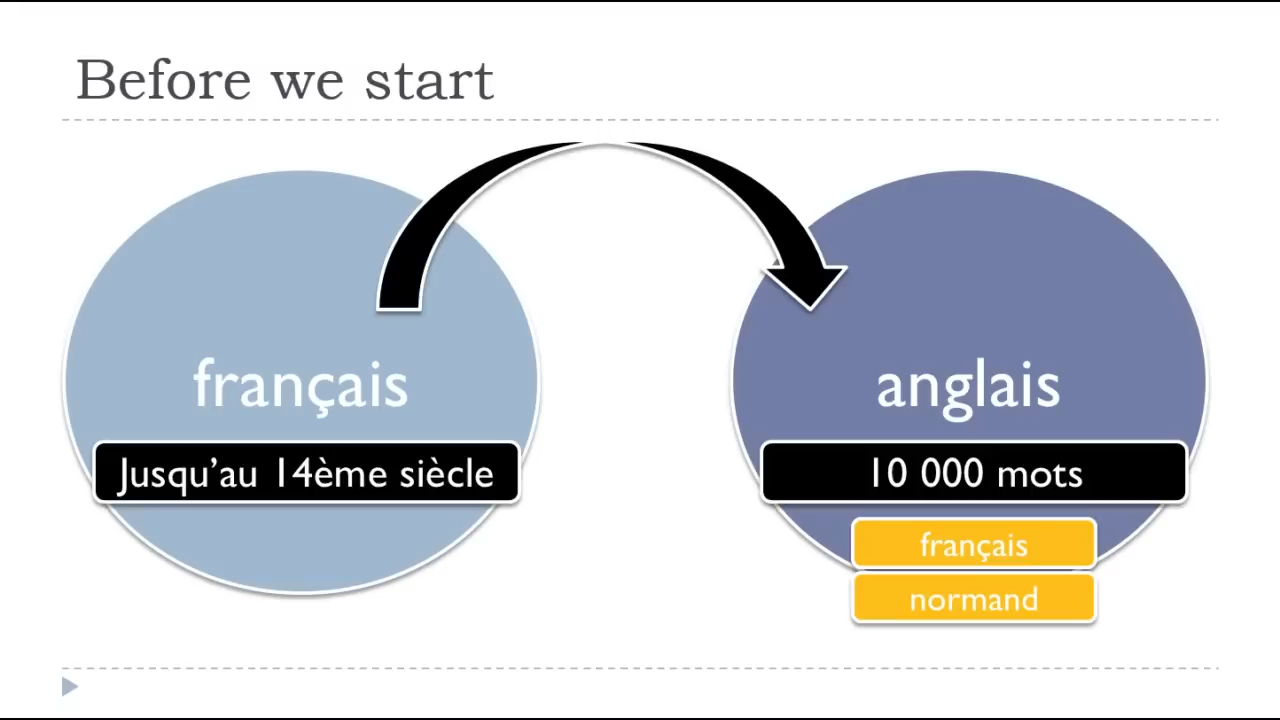 Before we start
français
Jusqu'au 14ème siècle
anglais
10 000 mots
français
normand